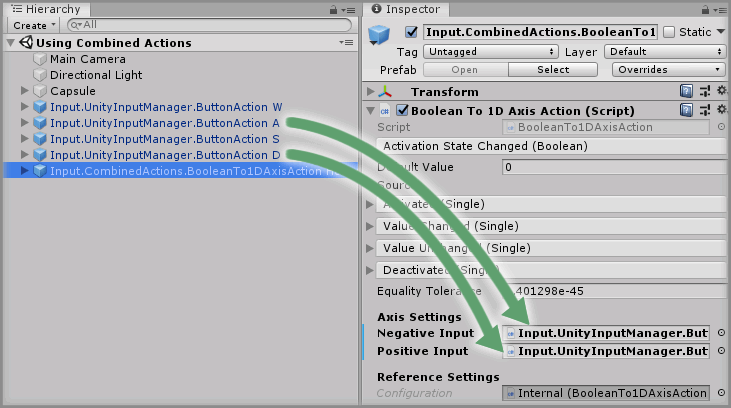 Hierarchy
Create
All
Using Combined Actions
Main Camera
Directional Light
Capsule
Input.UnityInputManager.ButtonAction W
Input.UnityInputManager.ButtonAction A
Input.UnityInputManager.ButtonAction S
Input.UnityInputManager.ButtonAction D
Input.CombinedActions.BooleanTo1DAxisAction
Inspector
Input.CombinedActions.BooleanTo1
Static
Tag Untagged Layer Default
Prefab Open Select Overrides
Transform
Boolean To 1D Axis Action (Script)
Script BooleanTo1DAxisAction
Activation State Changed (Boolean)
Default Value 0
Source
Activated (Single)
Value Changed (Single)
Value Unchanged (Single)
Deactivated (Single)
Equality Tolerance .401298e-45
Axis Settings
Negative Input Input.UnityInputManager.But
Positive Input Input.UnityInputManager.But
Reference Settings
Configuration Internal (BooleanTo1DAxisAction